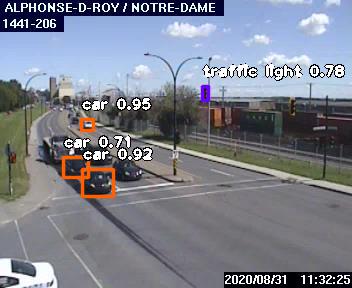 ALPHONSE-D-ROY / NOTRE-DAME
1441-206
traffic light 0.78
car 0.95
car 0.71
car 0.92
2020/08/31 11:32:25